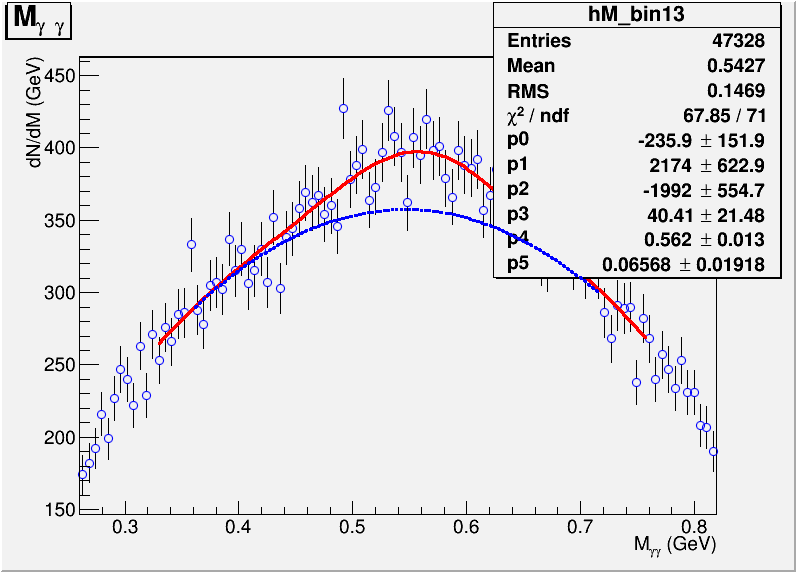 M γ γ
hM_bin13
Entries 47328
Mean 0.5427
RMS 0.1469
χ² / ndf 67.85 / 71
p0 -235.9 ± 151.9
p1 2174 ± 622.9
p2 -1992 ± 554.7
p3 40.41 ± 21.48
p4 0.562 ± 0.013
p5 0.06568 ± 0.01918
dN/dM (GeV)
450
400
350
300
250
200
150
0.3 0.4 0.5 0.6 0.7 0.8
Mγγ (GeV)